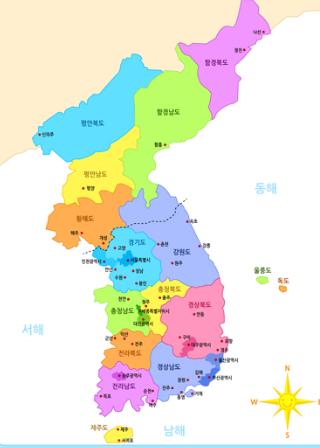 나선
청진
함경북도
신의주
평안북도
함경남도
함흥
평안남도
평양
황해도
해주
개성
동해
속초
경기도
춘천
강릉
강원도
고양
서울특별시
인천광역시
안산
성남
수원
용인
원주
울릉도
독도
충청북도
충주
천안
청주
충청남도
세종특별자치시
대전광역시
경상북도
안동
서해
군산
익산
전주
전라북도
구미
대구광역시
포항
경주
울산광역시
경상남도
김해
창원
부산광역시
진주
거제
광주광역시
전라남도
순천
여수
목포
남해
제주도
제주
서귀포
N
W
E
S